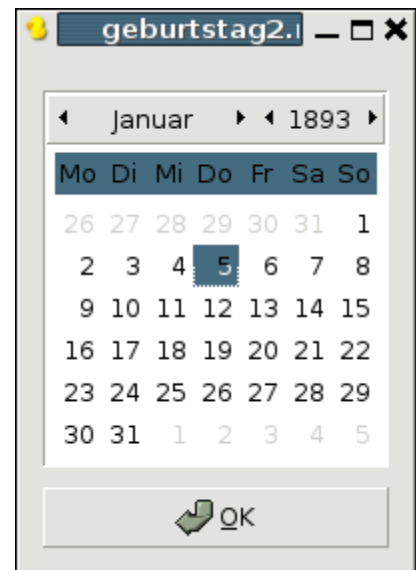 geburtstag2.
Januar 1893
Mo Di Mi Do Fr Sa So
26 27 28 29 30 31 1
2 3 4 5 6 7 8
9 10 11 12 13 14 15
16 17 18 19 20 21 22
23 24 25 26 27 28 29
30 31 1 2 3 4 5
OK